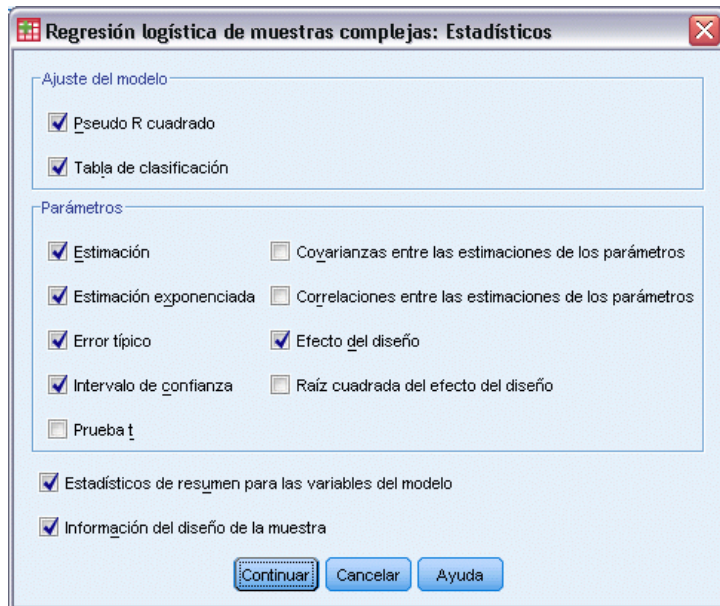 Regresión logística de muestras complejas: Estadísticos
Ajuste del modelo
Pseudo R cuadrado
Tabla de clasificación
Parámetros
Estimación
Covarianzas entre las estimaciones de los parámetros
Estimación exponenciada
Correlaciones entre las estimaciones de los parámetros
Error típico
Efecto del diseño
Intervalo de confianza
Raíz cuadrada del efecto del diseño
Prueba t
Estadísticos de resumen para las variables del modelo
Información del diseño de la muestra
Continuar
Cancelar
Ayuda